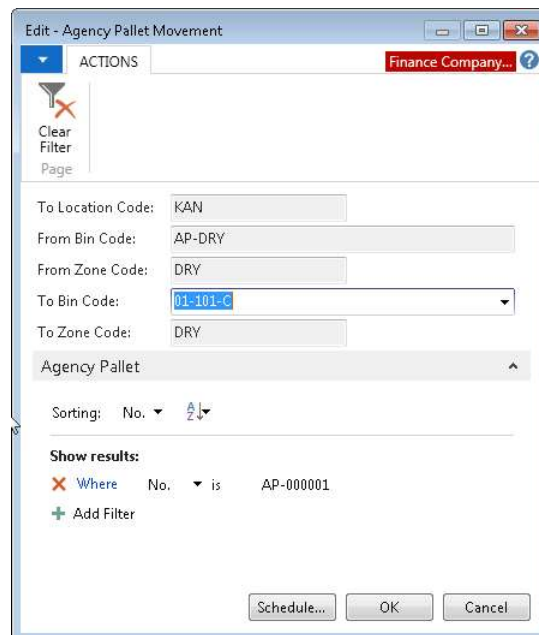 Edit - Agency Pallet Movement
ACTIONS
Finance Company...
?
Clear
Filter
Page
To Location Code: KAN
From Bin Code: AP-DRY
From Zone Code: DRY
To Bin Code: 01-101-C
To Zone Code: DRY
Agency Pallet
Sorting: No. AZ
Show results:
Where No. is AP-000001
Add Filter
Schedule... OK Cancel